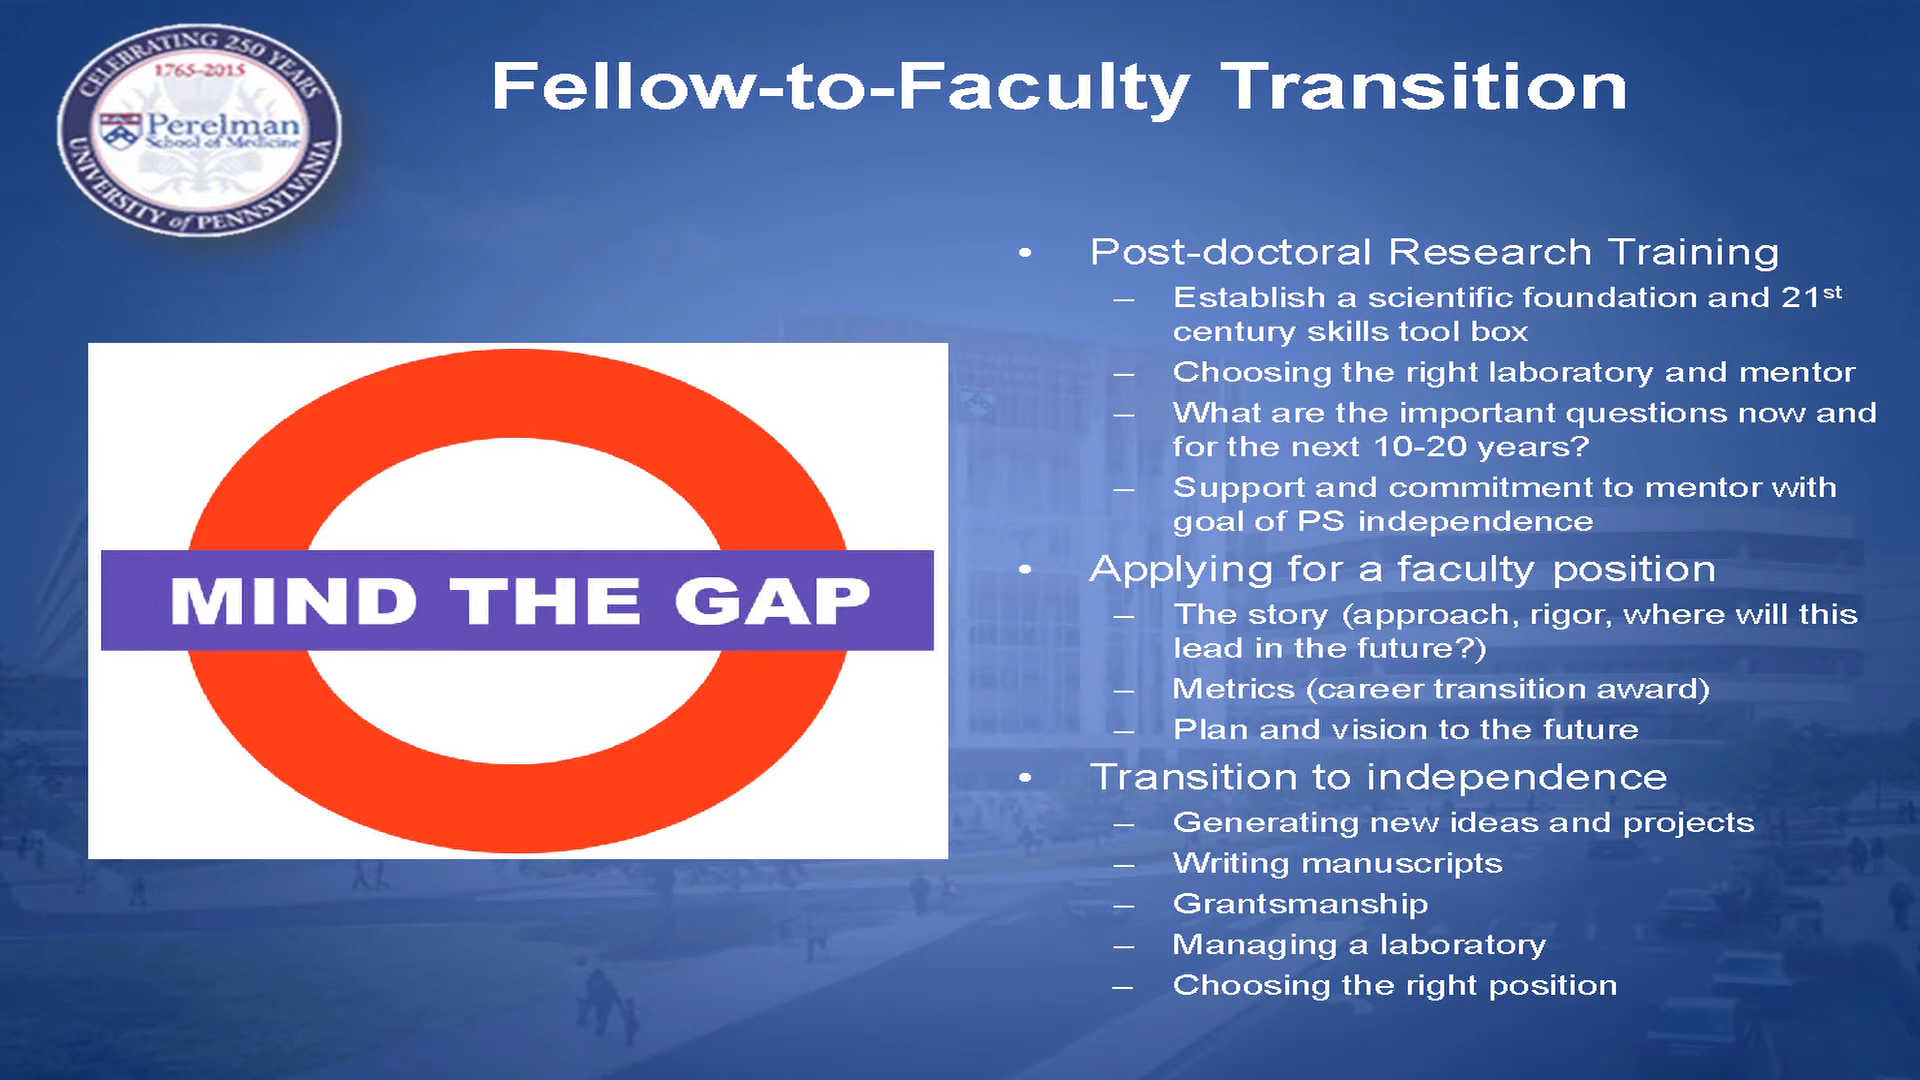 CELEBRATING 250 YEARS
1765-2015
Perelman
School of Medicine
UNIVERSITY of PENNSYLVANIA
Fellow-to-Faculty Transition
MIND THE GAP
• Post-doctoral Research Training
– Establish a scientific foundation and 21st
century skills tool box
– Choosing the right laboratory and mentor
– What are the important questions now and
for the next 10-20 years?
– Support and commitment to mentor with
goal of PS independence
• Applying for a faculty position
– The story (approach, rigor, where will this
lead in the future?)
– Metrics (career transition award)
– Plan and vision to the future
• Transition to independence
– Generating new ideas and projects
– Writing manuscripts
– Grantsmanship
– Managing a laboratory
– Choosing the right position